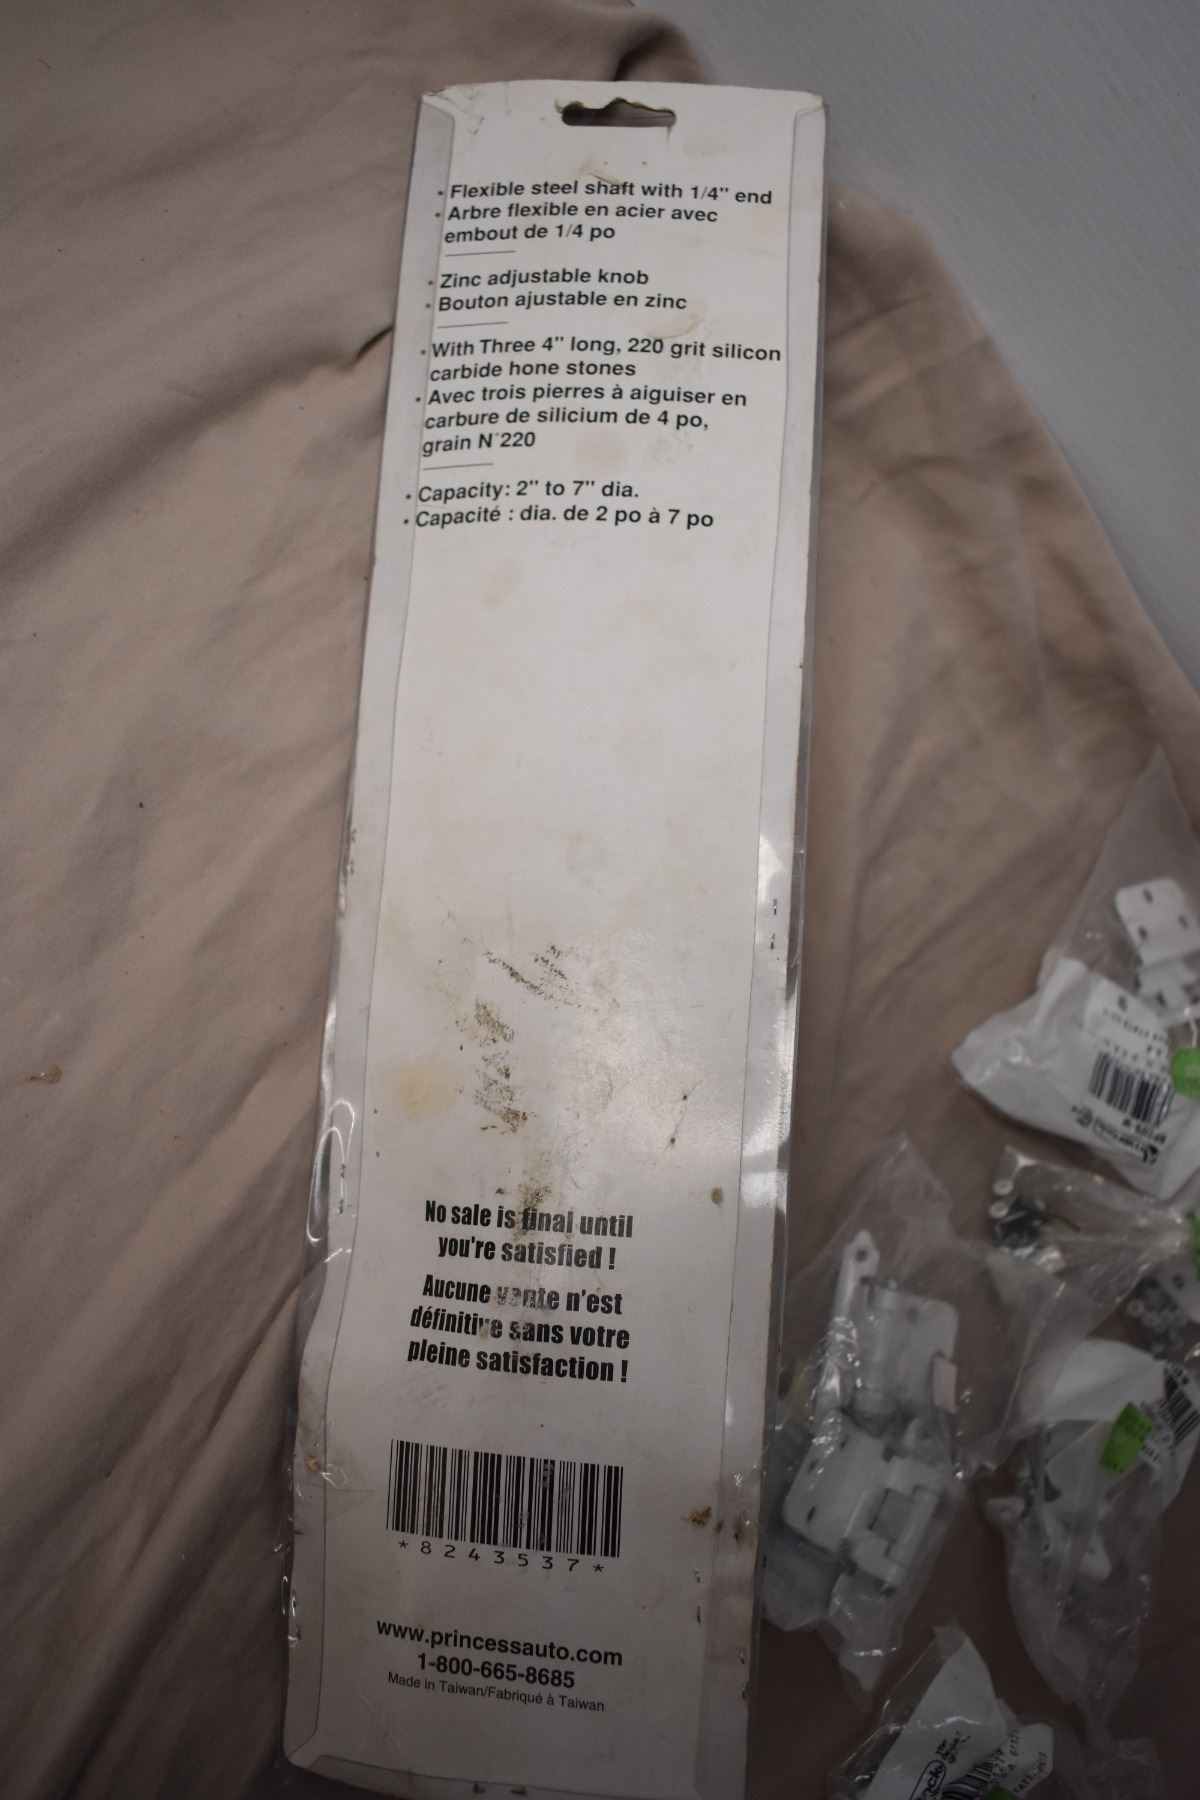 • Flexible steel shaft with 1/4" end
• Arbre flexible en acier avec
embout de 1/4 po
• Zinc adjustable knob
• Bouton ajustable en zinc
• With Three 4" long, 220 grit silicon
carbide hone stones
• Avec trois pierres à aiguiser en
carbure de silicium de 4 po,
grain N°220
• Capacity: 2" to 7" dia.
• Capacité : dia. de 2 po à 7 po
No sale is final until
you're satisfied !
Aucune vente n'est
définitive sans votre
pleine satisfaction !
*8243537*
www.princessauto.com
1-800-665-8685
Made in Taiwan/Fabriqué à Taiwan